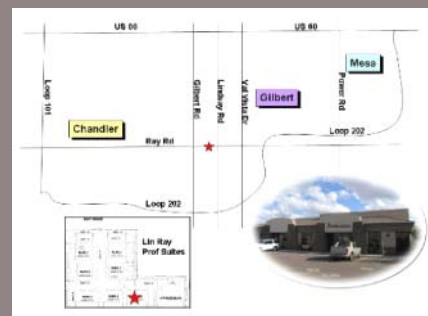 US 60
US 60
Mesa
Loop 101
Gilbert Rd
Lindsay Rd
Val Vista Dr
Power Rd
Gilbert
Chandler
Loop 202
Ray Rd
Loop 202
Lin Ray
Prof Suites